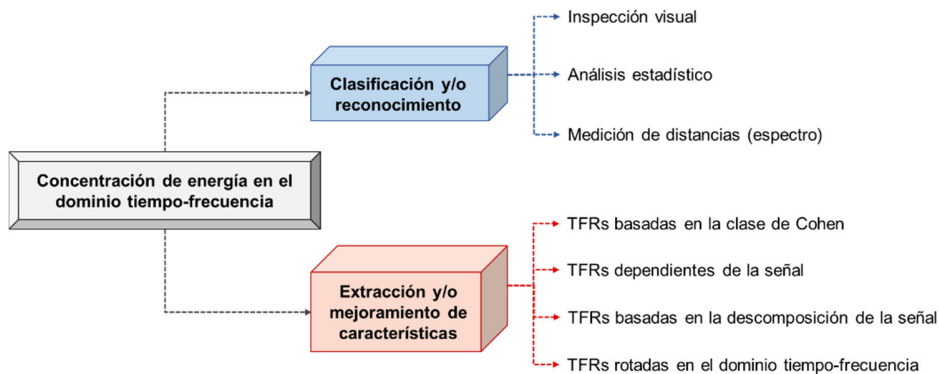 Concentración de energía en el
dominio tiempo-frecuencia
Clasificación y/o
reconocimiento
Inspección visual
Análisis estadístico
Medición de distancias (espectro)
Extracción y/o
mejoramiento de
características
TFRs basadas en la clase de Cohen
TFRs dependientes de la señal
TFRs basadas en la descomposición de la señal
TFRs rotadas en el dominio tiempo-frecuencia